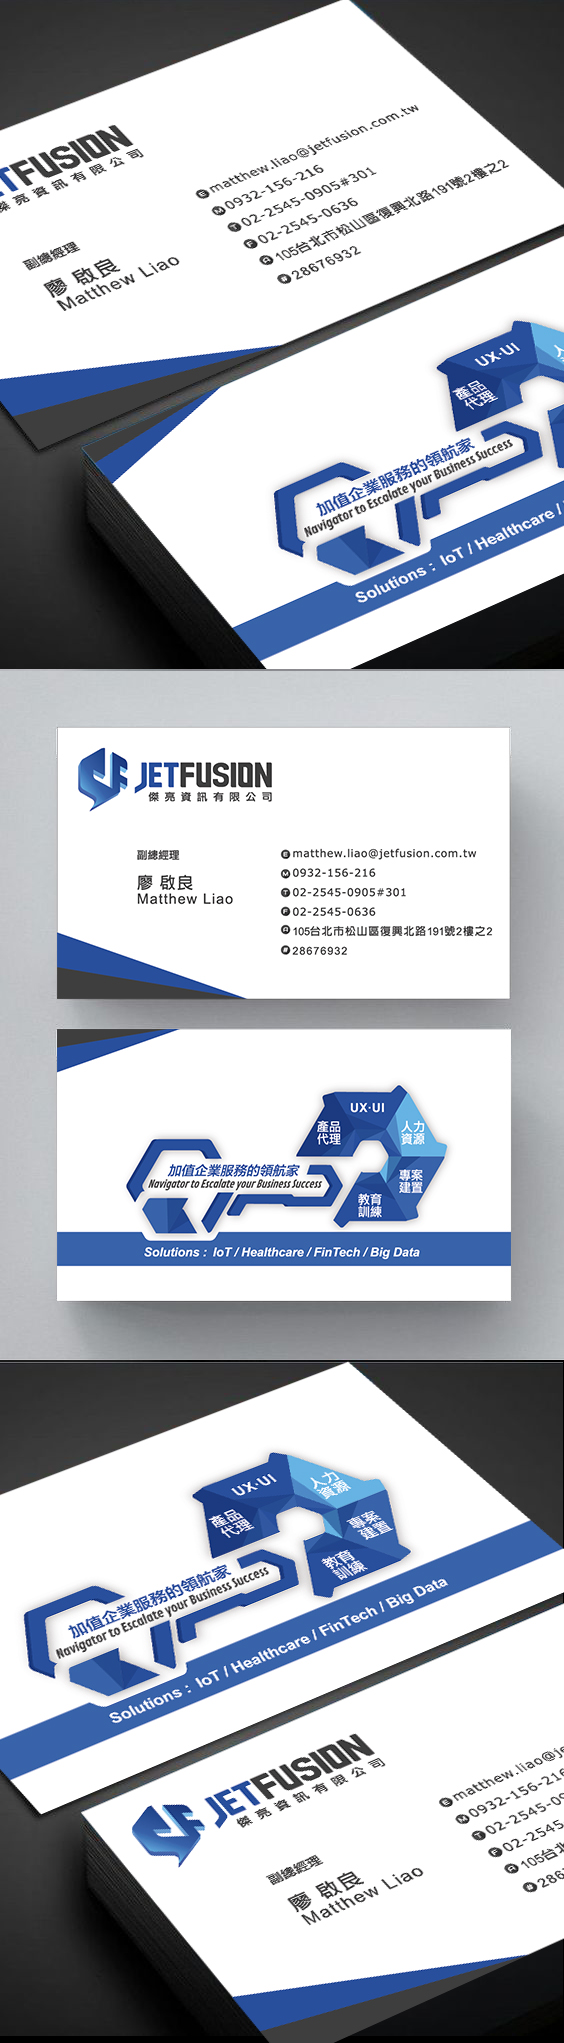 JETFUSION
傑亮資訊有限公司
副總經理
廖 啟良
Matthew Liao
E matthew.liao@jetfusion.com.tw
M 0932-156-216
T 02-2545-0905#301
F 02-2545-0636
A 105台北市松山區復興北路191號2樓之2
# 28676932
UX·UI
產品
代理
人
加值企業服務的領航家
Navigator to Escalate your Business Success
Solutions : IoT / Healthcare /
JETFUSION
傑亮資訊有限公司
副總經理
廖 啟良
Matthew Liao
E matthew.liao@jetfusion.com.tw
M 0932-156-216
T 02-2545-0905#301
F 02-2545-0636
A 105台北市松山區復興北路191號2樓之2
# 28676932
UX·UI
產品
代理
人力
資源
專案
建置
教育
訓練
加值企業服務的領航家
Navigator to Escalate your Business Success
Solutions : IoT / Healthcare / FinTech / Big Data
UX·UI
人力
資源
產品
代理
專案
建置
教育
訓練
加值企業服務的領航家
Navigator to Escalate your Business Success
Solutions : IoT / Healthcare / FinTech / Big Data
JETFUSION
傑亮資訊有限公司
副總經理
廖 啟良
Matthew Liao
E matthew.liao@je
M 0932-156-216
T 02-2545-09
F 02-2545
A 105台北
# 286